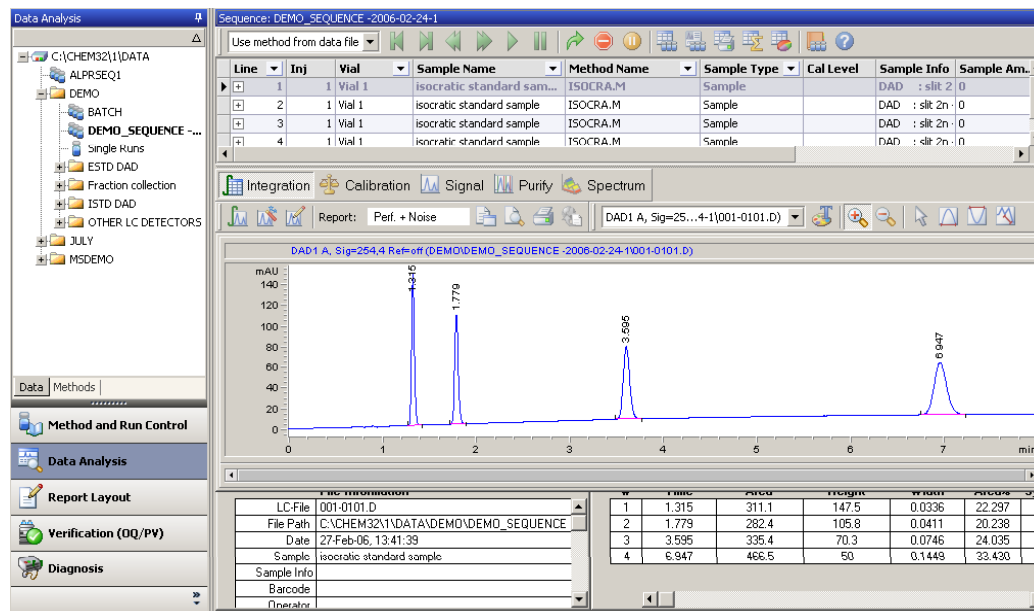 Data Analysis
C:\CHEM32\1\DATA
ALPRSEQ1
DEMO
BATCH
DEMO_SEQUENCE -...
Single Runs
ESTD DAD
Fraction collection
ISTD DAD
OTHER LC DETECTORS
JULY
MSDEMO
Data Methods
Method and Run Control
Data Analysis
Report Layout
Verification (OQ/PV)
Diagnosis
Sequence: DEMO_SEQUENCE -2006-02-24-1
Use method from data file
Line Inj Vial Sample Name Method Name Sample Type Cal Level Sample Info Sample Am..
1 1 Vial 1 isocratic standard sam... ISOCRA.M Sample DAD : slit 2 0
2 1 Vial 1 isocratic standard sample ISOCRA.M Sample DAD : slit 2n - 0
3 1 Vial 1 isocratic standard sample ISOCRA.M Sample DAD : slit 2n - 0
4 1 Vial 1 isocratic standard sample ISOCRA.M Sample DAD : slit 2n - 0
Integration Calibration Signal Purify Spectrum
Report: Perf. + Noise DAD1 A, Sig=25...4-1\001-0101.D)
DAD1 A, Sig=254,4 Ref=off (DEMO\DEMO_SEQUENCE -2006-02-24-1\001-0101.D)
mAU
140
120
100
80
60
40
20
0
1.315
1.779
3.595
6.947
0 1 2 3 4 5 6 7 min
File Information
LC-File 001-0101.D
File Path C:\CHEM32\1\DATA\DEMO\DEMO_SEQUENCE
Date 27-Feb-06, 13:41:39
Sample isocratic standard sample
Sample Info
Barcode
Operator
# Time Area Height Width Area%
1 1.315 311.1 147.5 0.0336 22.297
2 1.779 282.4 105.8 0.0411 20.238
3 3.595 335.4 70.3 0.0746 24.035
4 6.947 466.5 50 0.1449 33.430